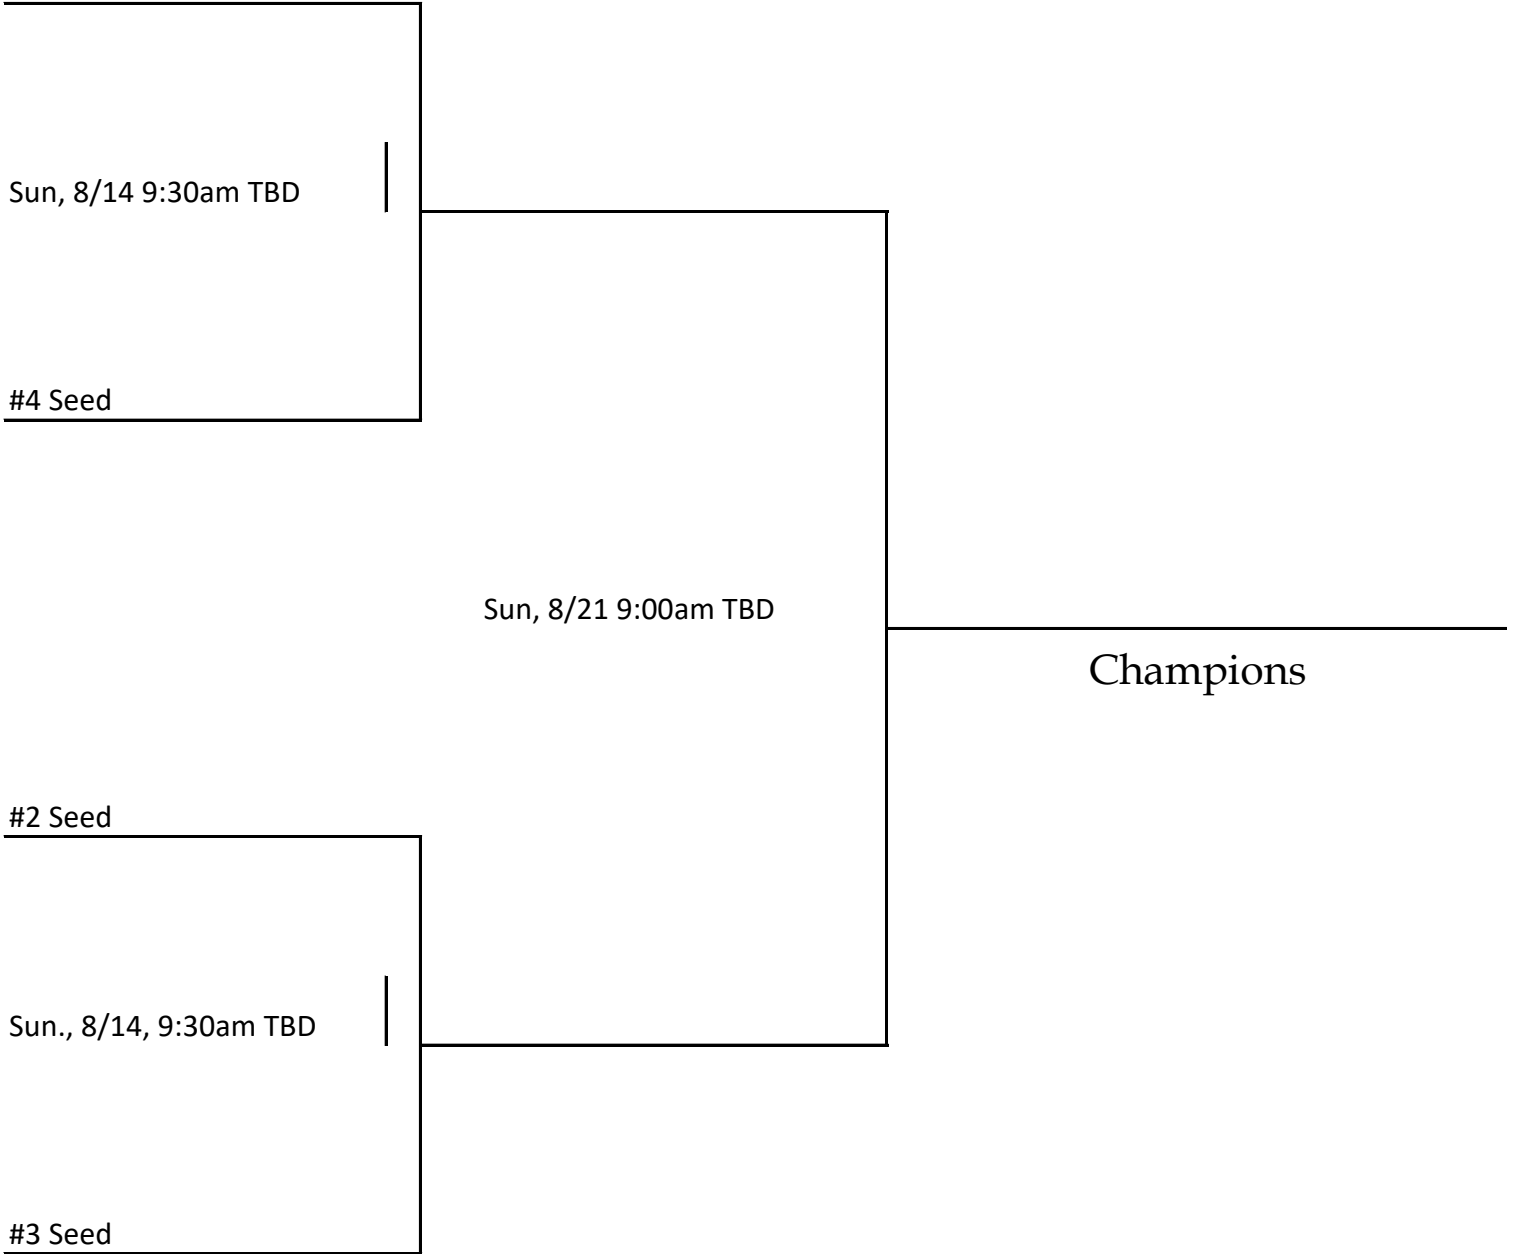 Sun, 8/14 9:30am TBD
#4 Seed
Sun, 8/21 9:00am TBD
Champions
#2 Seed
Sun., 8/14, 9:30am TBD
#3 Seed